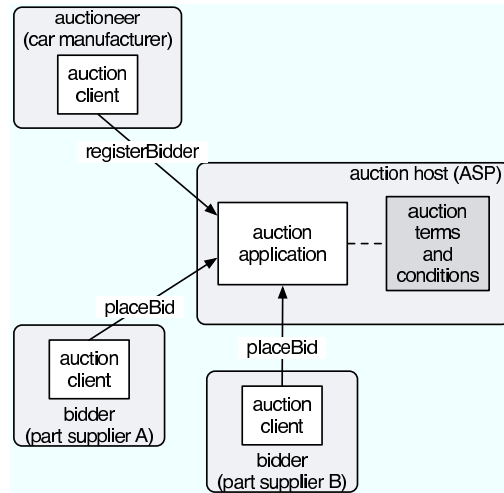 auctioneer
(car manufacturer)
auction
client
registerBidder
auction host (ASP)
auction
application
auction
terms
and
conditions
placeBid
auction
client
bidder
(part supplier A)
placeBid
auction
client
bidder
(part supplier B)